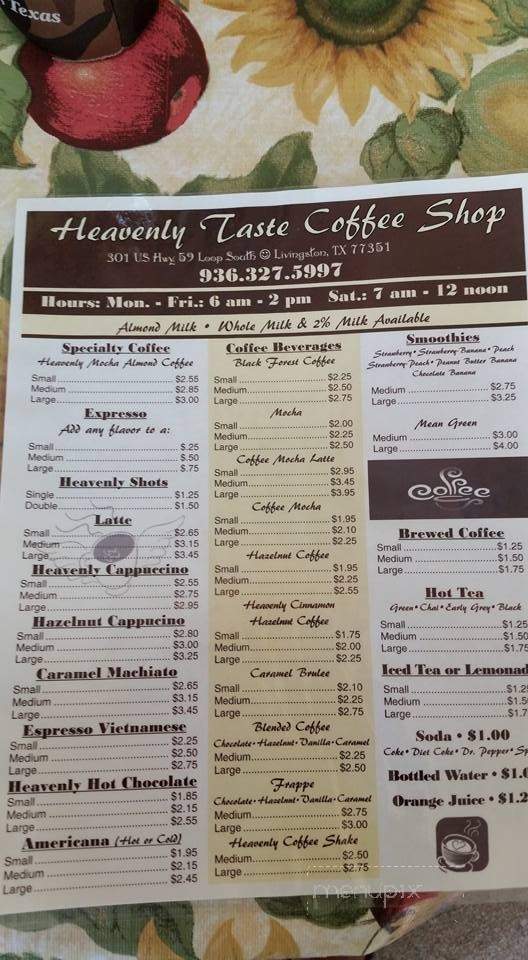 Texas
Heavenly Taste Coffee Shop
301 US Hwy. 59 Loop South ☺ Livingston, TX 77351
936.327.5997
Hours: Mon. - Fri.: 6 am - 2 pm Sat.: 7 am - 12 noon
Almond Milk • Whole Milk & 2% Milk Available
Specialty Coffee
Heavenly Mocha Almond Coffee
Small $2.55
Medium $2.85
Large $3.00
Expresso
Add any flavor to a:
Small $.25
Medium $.50
Large $.75
Heavenly Shots
Single $1.25
Double $1.50
Latte
Small $2.65
Medium $3.15
Large $3.45
Heavenly Cappuccino
Small $2.55
Medium $2.75
Large $2.95
Hazelnut Cappucino
Small $2.80
Medium $3.00
Large $3.25
Caramel Machiato
Small $2.65
Medium $3.15
Large $3.45
Espresso Vietnamese
Small $2.25
Medium $2.50
Large $2.75
Heavenly Hot Chocolate
Small $1.85
Medium $2.15
Large $2.55
Americana (Hot or Cold)
Small $1.95
Medium $2.15
Large $2.45
Coffee Beverages
Black Forest Coffee
Small $2.25
Medium $2.50
Large $2.75
Mocha
Small $2.00
Medium $2.25
Large $2.50
Coffee Mocha Latte
Small $2.95
Medium $3.45
Large $3.95
Coffee Mocha
Small $1.95
Medium $2.10
Large $2.25
Hazelnut Coffee
Small $1.95
Medium $2.25
Large $2.55
Heavenly Cinnamon
Hazelnut Coffee
Small $1.75
Medium $2.00
Large $2.25
Caramel Brulee
Small $2.10
Medium $2.25
Large $2.75
Blended Coffee
Chocolate • Hazelnut • Vanilla • Caramel
Medium $2.25
Large $2.50
Frappe
Chocolate • Hazelnut • Vanilla • Caramel
Medium $2.75
Large $3.00
Heavenly Coffee Shake
Medium $2.50
Large $2.75
Smoothies
Strawberry • Strawberry-Banana • Peach
Strawberry-Peach • Peanut Butter Banana
Chocolate Banana
Medium $2.75
Large $3.25
Mean Green
Medium $3.00
Large $4.00
coffee
Brewed Coffee
Small $1.25
Medium $1.50
Large $1.75
Hot Tea
Green • Chai • Early Grey • Black
Small $1.25
Medium $1.50
Large $1.75
Iced Tea or Lemonad
Small $1.2
Medium $1.5
Large $1.7
Soda • $1.00
Coke • Diet Coke • Dr. Pepper • Sp
Bottled Water • $1.0
Orange Juice • $1.2
menupix